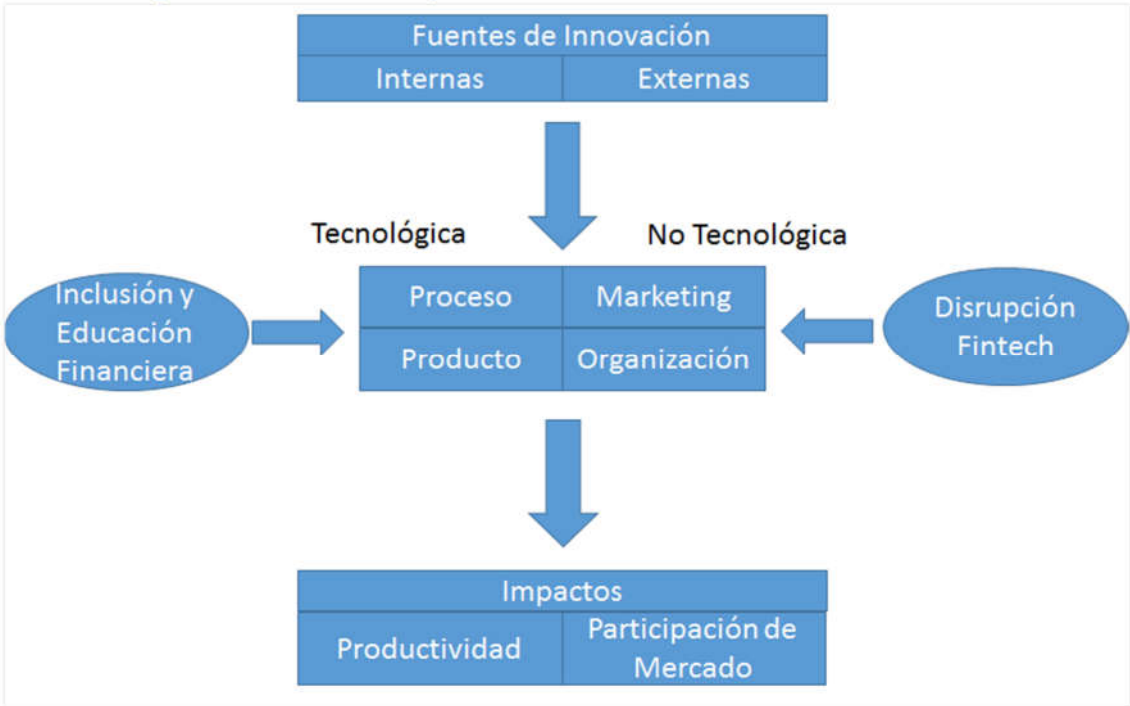 Fuentes de Innovación
Internas
Externas
Tecnológica
No Tecnológica
Inclusión y
Educación
Financiera
Proceso
Marketing
Producto
Organización
Disrupción
Fintech
Impactos
Productividad
Participación de
Mercado